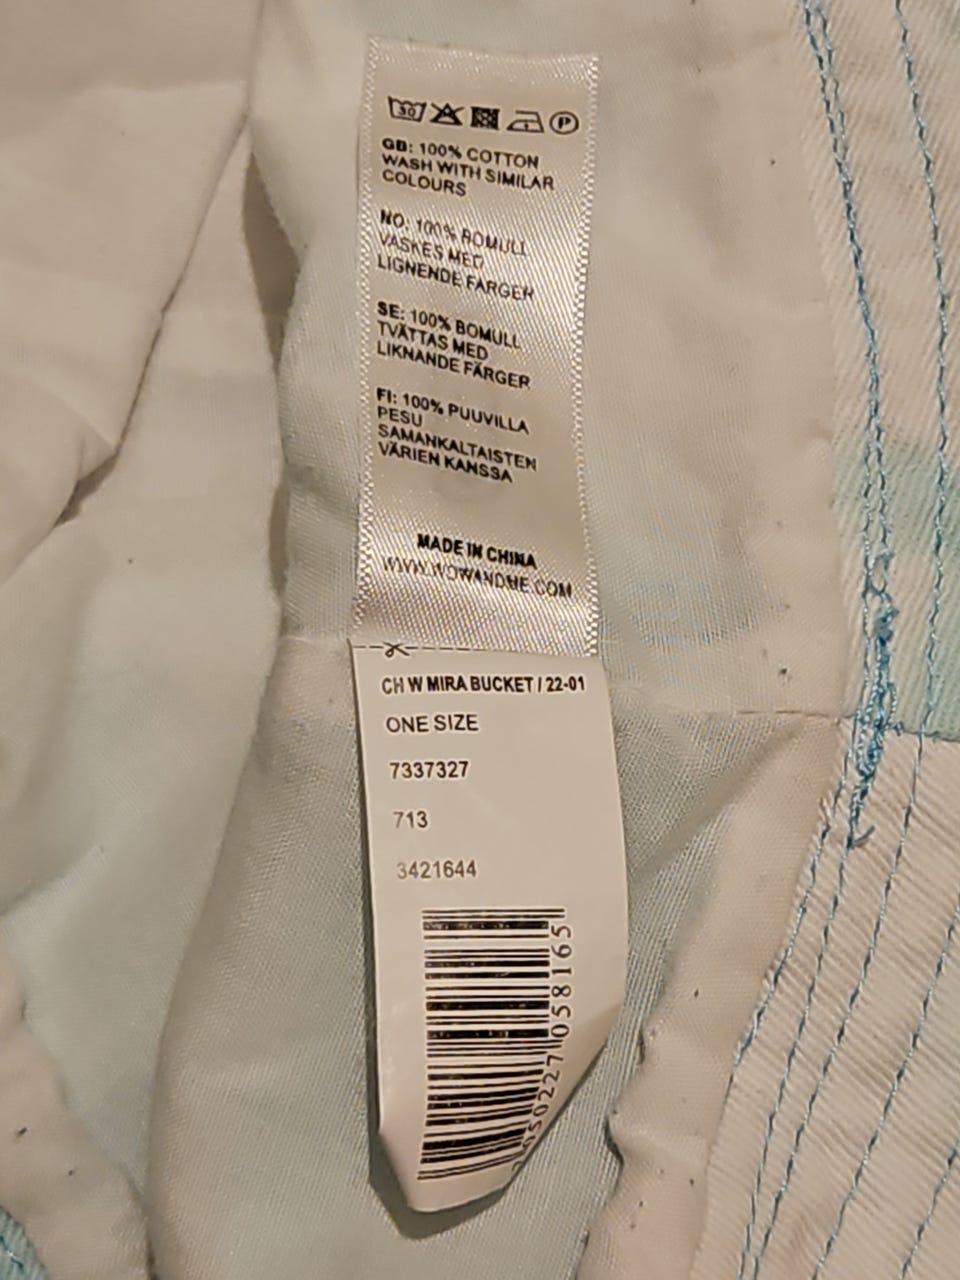 30
P
GB: 100% COTTON
WASH WITH SIMILAR
COLOURS
NO: 100% BOMULL
VASKES MED
LIGNENDE FARGER
SE: 100% BOMULL
TVÄTTAS MED
LIKNANDE FÄRGER
FI: 100% PUUVILLA
PESU
SAMANKALTAISTEN
VÄRIEN KANSSA
MADE IN CHINA
WWW.WOWANDME.COM
CH W MIRA BUCKET / 22-01
ONE SIZE
7337327
713
3421644